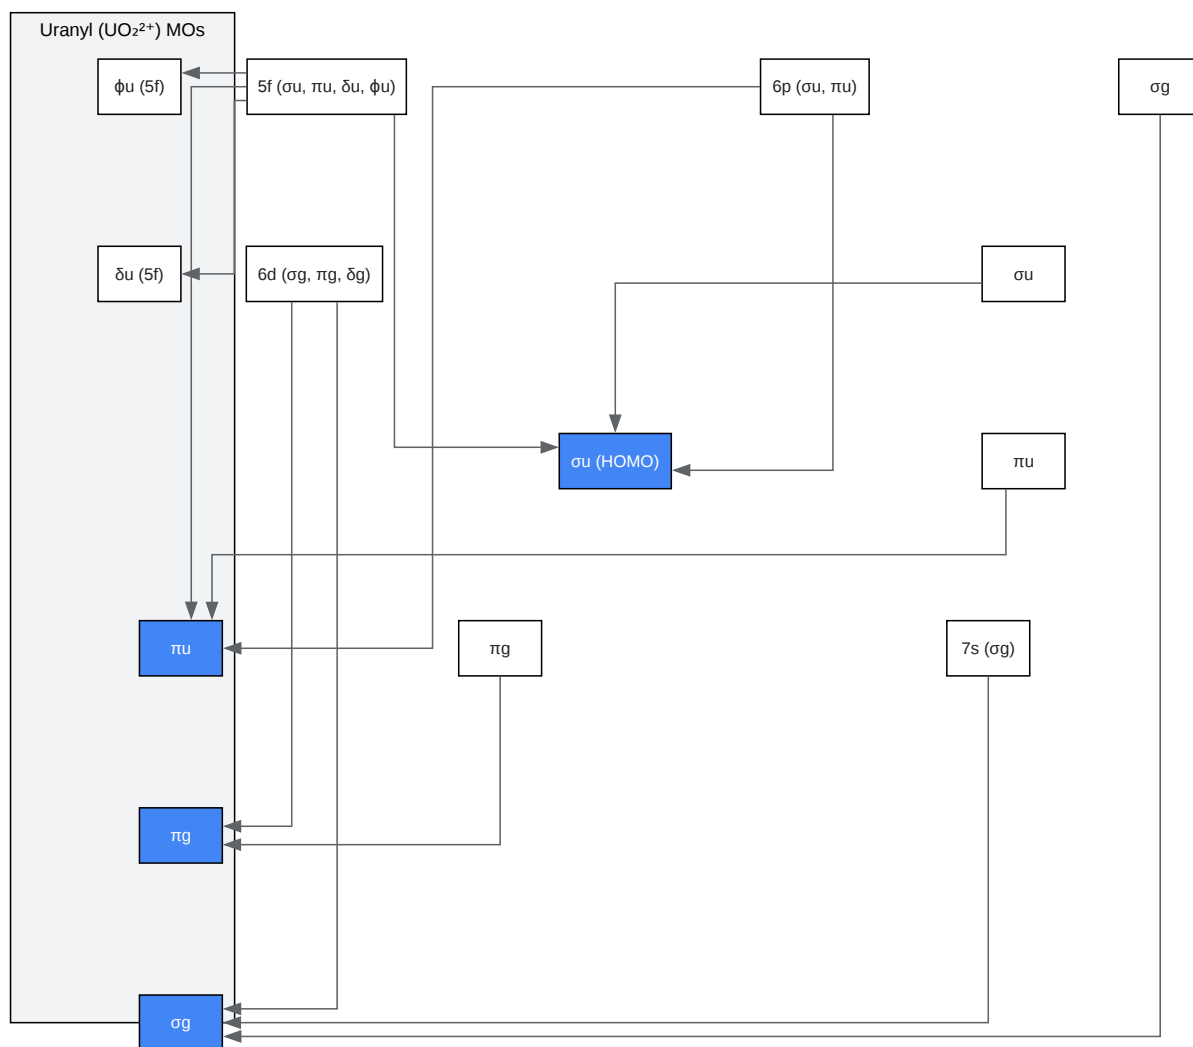 Uranyl (UO₂²⁺) MOs
ϕu (5f)
5f (σu, πu, δu, ϕu)
6p (σu, πu)
σg
δu (5f)
6d (σg, πg, δg)
σu
σu (HOMO)
πu
πu
πg
7s (σg)
πg
σg